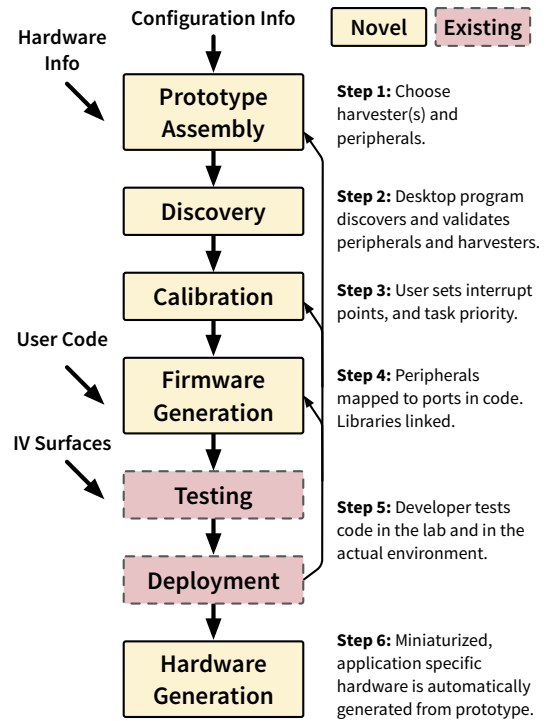 Configuration Info
Novel
Existing
Hardware
Info
Prototype
Assembly
Step 1: Choose
harvester(s) and
peripherals.
Discovery
Step 2: Desktop program
discovers and validates
peripherals and harvesters.
Calibration
Step 3: User sets interrupt
points, and task priority.
User Code
Firmware
Generation
Step 4: Peripherals
mapped to ports in code.
Libraries linked.
IV Surfaces
Testing
Step 5: Developer tests
code in the lab and in the
actual environment.
Deployment
Hardware
Generation
Step 6: Miniaturized,
application specific
hardware is automatically
generated from prototype.